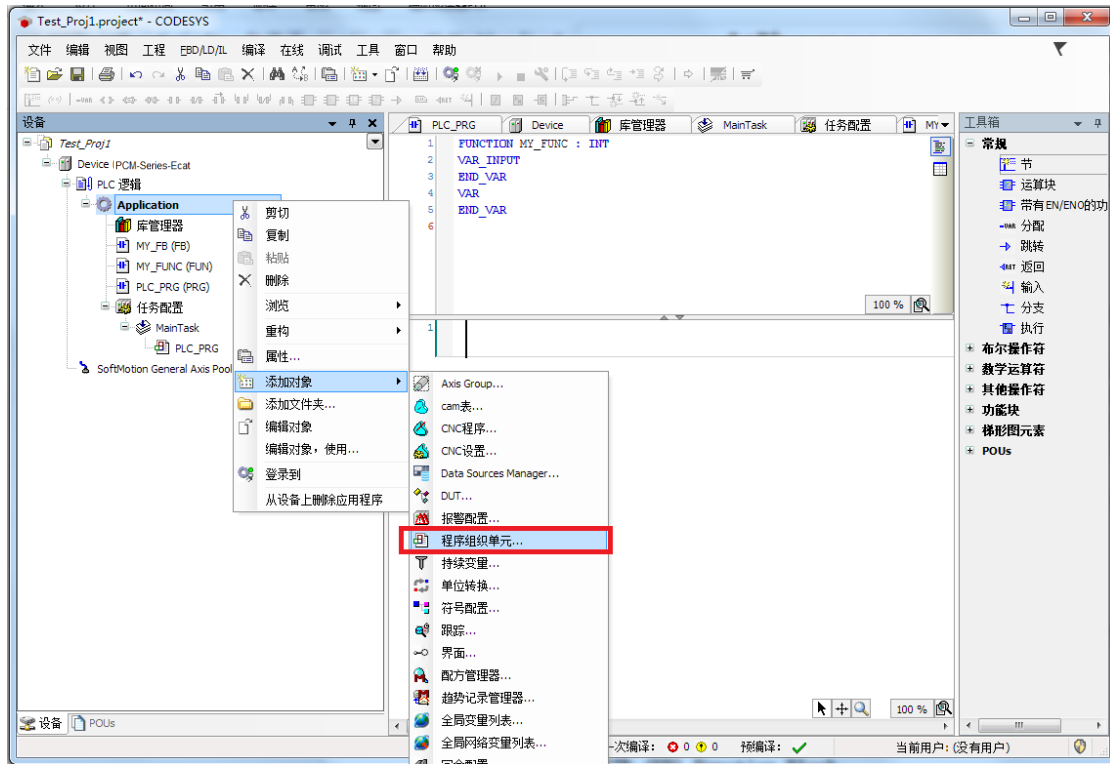 Test_Proj1.project* - CODESYS
文件 编辑 视图 工程 FBD/LD/IL 编译 在线 调试 工具 窗口 帮助
设备
Test_Proj1
Device (PCM-Series-Ecat
PLC 逻辑
Application
库管理器
MY_FB (FB)
MY_FUNC (FUN)
PLC_PRG (PRG)
任务配置
MainTask
PLC_PRG
SoftMotion General Axis Pool
设备 POUs
剪切
复制
粘贴
删除
浏览
重构
属性...
添加对象
添加文件夹...
编辑对象
编辑对象，使用...
登录到
从设备上删除应用程序
Axis Group...
cam表...
CNC程序...
CNC设置...
Data Sources Manager...
DUT...
报警配置...
程序组织单元...
持续变量...
单位转换...
符号配置...
跟踪...
界面...
配方管理器...
趋势记录管理器...
全局变量列表...
全局网络变量列表...
PLC_PRG Device 库管理器 MainTask 任务配置 MY
1 FUNCTION MY_FUNC : INT
2 VAR_INPUT
3 END_VAR
4 VAR
5 END_VAR
6
100 %
1
100 %
工具箱
常规
节
运算块
带有EN/ENO的功
分配
跳转
返回
输入
分支
执行
布尔操作符
数学运算符
其他操作符
功能块
梯形图元素
POUs
一次编译： 0 0 预编译： 当前用户: (没有用户)